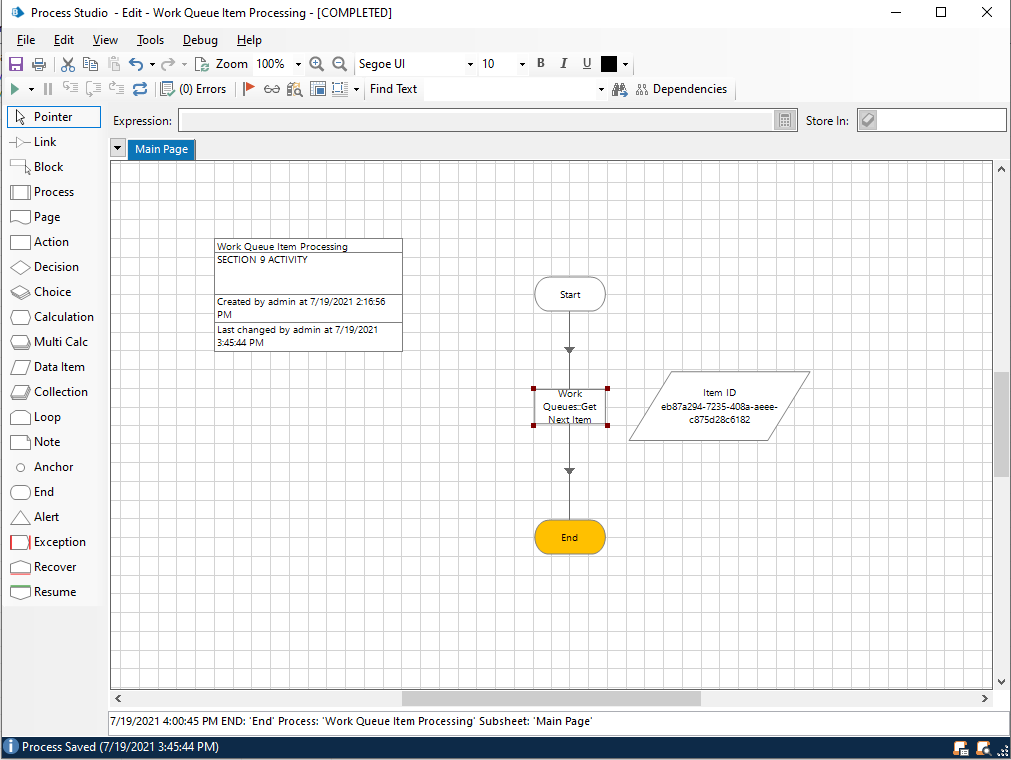 Process Studio - Edit - Work Queue Item Processing - [COMPLETED]
File Edit View Tools Debug Help
Zoom 100% Segoe UI 10 B I U
(0) Errors Find Text Dependencies
Pointer
Expression: Store In:
Link
Main Page
Block
Process
Page
Action
Decision
Choice
Calculation
Multi Calc
Data Item
Collection
Loop
Note
Anchor
End
Alert
Exception
Recover
Resume
Work Queue Item Processing
SECTION 9 ACTIVITY
Created by admin at 7/19/2021 2:16:56
PM
Last changed by admin at 7/19/2021
3:45:44 PM
Start
Work
Queues::Get
Next Item
Item ID
eb87a294-7235-408a-aeee-
c875d28c6182
End
7/19/2021 4:00:45 PM END: 'End' Process: 'Work Queue Item Processing' Subsheet: 'Main Page'
Process Saved (7/19/2021 3:45:44 PM)